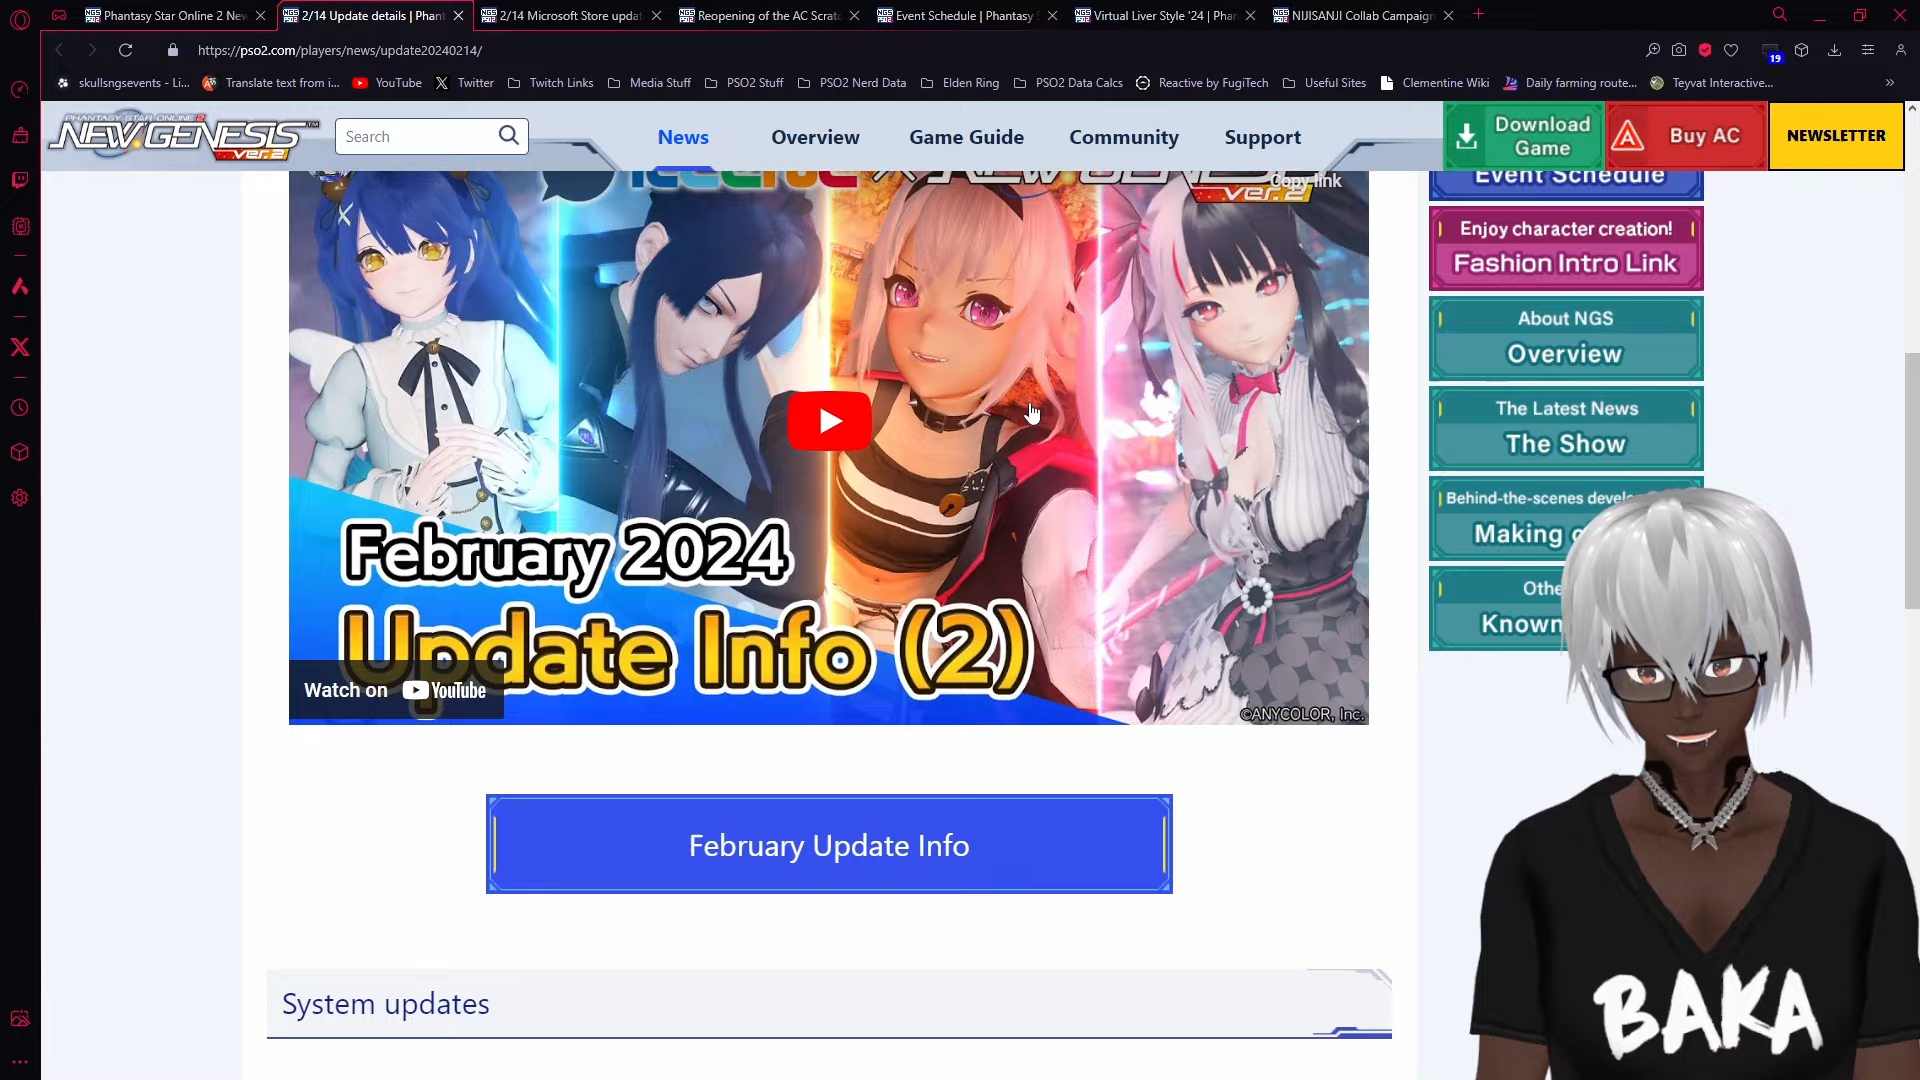 Phantasy Star Online 2 Nev
2/14 Update details | Phant
2/14 Microsoft Store updat
Reopening of the AC Scratc
Event Schedule | Phantasy
Virtual Liver Style '24 | Phan
NIJISANJI Collab Campaign
https://pso2.com/players/news/update20240214/
19
skullsngsevents - Li...
Translate text from i...
YouTube
Twitter
Twitch Links
Media Stuff
PSO2 Stuff
PSO2 Nerd Data
Elden Ring
PSO2 Data Calcs
Reactive by FugiTech
Useful Sites
Clementine Wiki
Daily farming route...
Teyvat Interactive...
PHANTASY STAR ONLINE 2
NEW GENESIS
ver.2
Search
News
Overview
Game Guide
Community
Support
Download
Game
Buy AC
NEWSLETTER
Copy link
ver.2
February 2024
Update Info (2)
Watch on YouTube
©ANYCOLOR, Inc.
Event Schedule
Enjoy character creation!
Fashion Intro Link
About NGS
Overview
The Latest News
The Show
Behind-the-scenes devel
Making
Othe
Known
February Update Info
System updates
BAKA